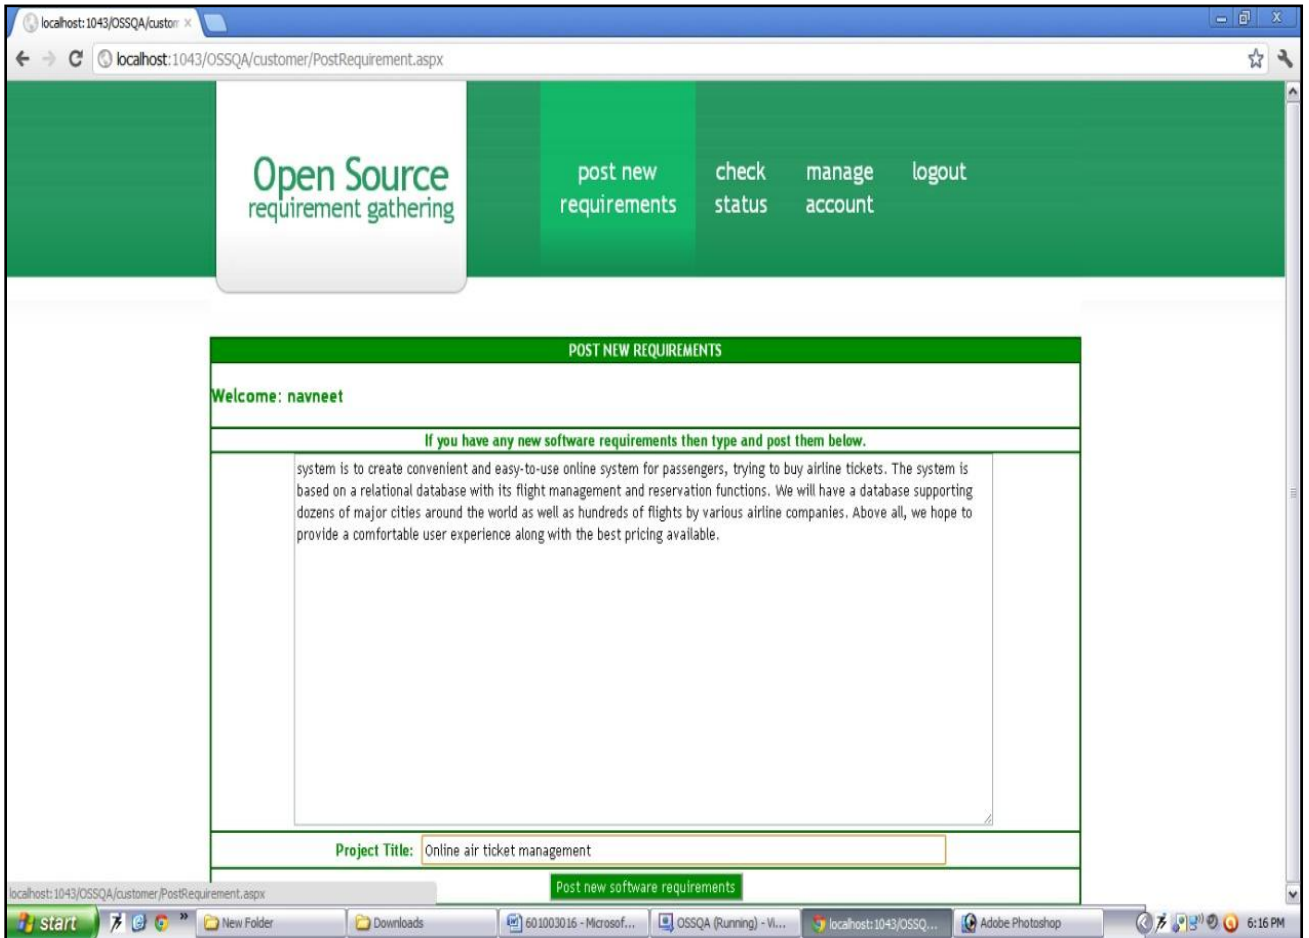 localhost:1043/OSSQA/custom
localhost:1043/OSSQA/customer/PostRequirement.aspx
Open Source
requirement gathering
post new
requirements
check
status
manage
account
logout
POST NEW REQUIREMENTS
Welcome: navneet
If you have any new software requirements then type and post them below.
system is to create convenient and easy-to-use online system for passengers, trying to buy airline tickets. The system is
based on a relational database with its flight management and reservation functions. We will have a database supporting
dozens of major cities around the world as well as hundreds of flights by various airline companies. Above all, we hope to
provide a comfortable user experience along with the best pricing available.
Project Title: Online air ticket management
Post new software requirements
localhost:1043/OSSQA/customer/PostRequirement.aspx
start
New Folder
Downloads
601003016 - Microsof...
OSSQA (Running) - Vi...
localhost:1043/OSSQ...
Adobe Photoshop
6:16 PM